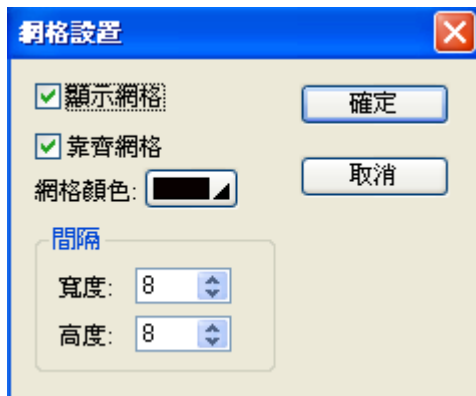 網格設置
顯示網格
確定
靠齊網格
取消
網格顏色:
間隔
寬度: 8
高度: 8